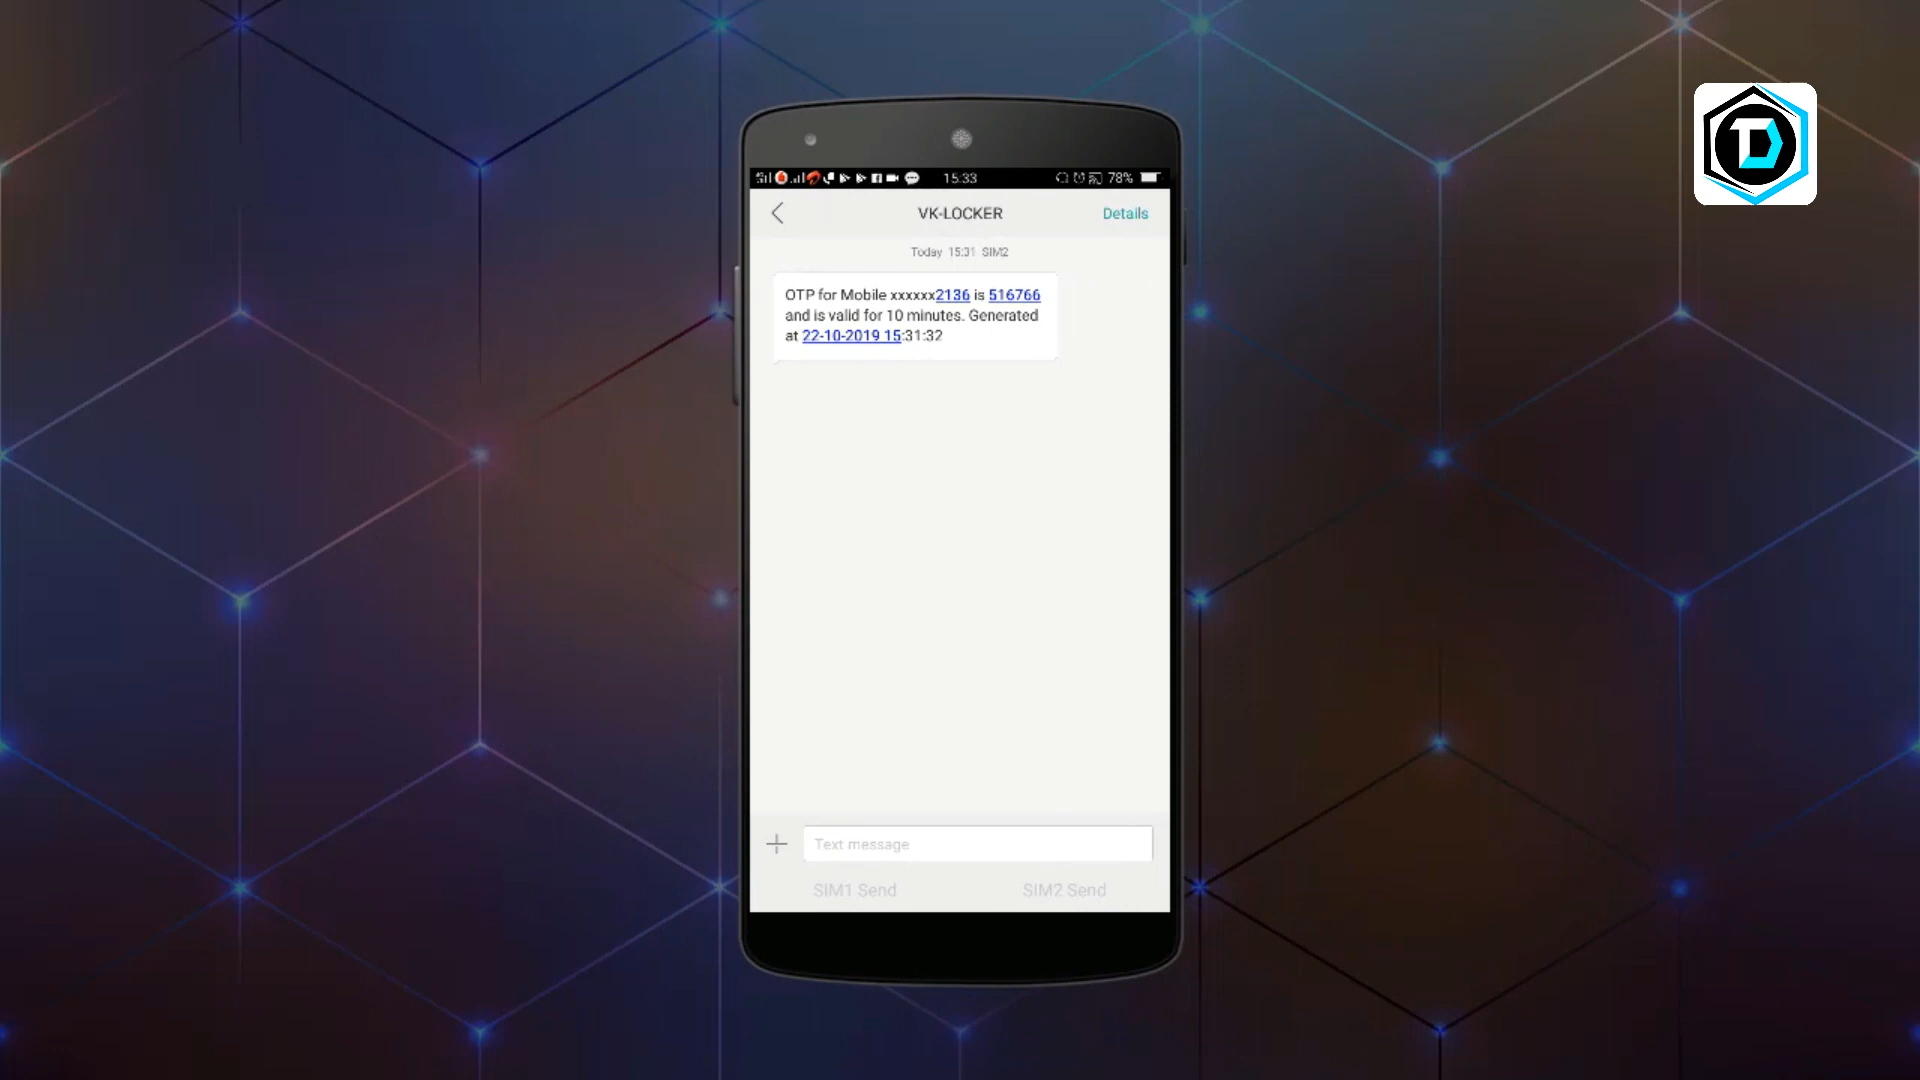 15:33
78%
VK-LOCKER
Details
Today 15:31 SIM2
OTP for Mobile xxxxxx2136 is 516766
and is valid for 10 minutes. Generated
at 22-10-2019 15:31:32
Text message
SIM1 Send
SIM2 Send